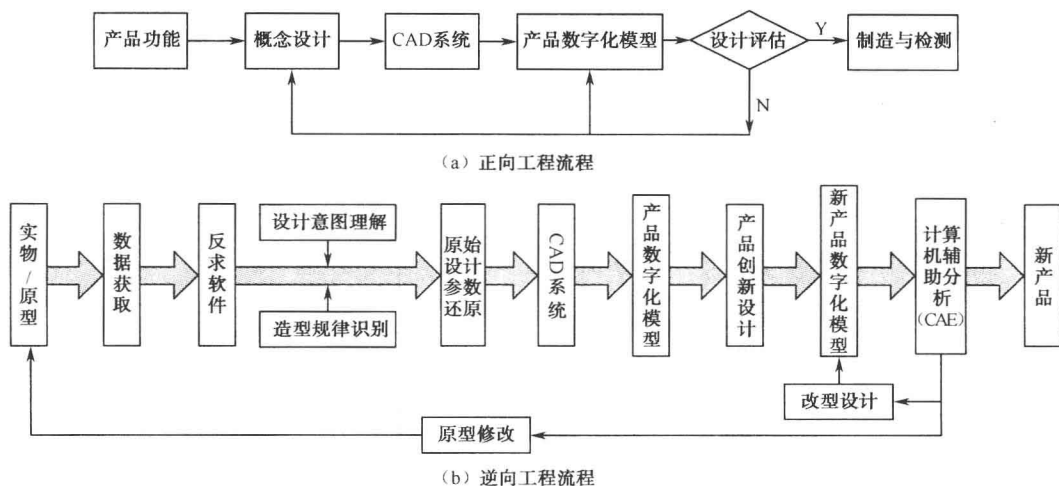 产品功能
概念设计
CAD系统
产品数字化模型
设计评估
Y
制造与检测
N
(a) 正向工程流程
实物/原型
数据获取
反求软件
设计意图理解
造型规律识别
原始设计参数还原
CAD系统
产品数字化模型
产品创新设计
新产品数字化模型
计算机辅助分析(CAE)
新产品
改型设计
原型修改
(b) 逆向工程流程